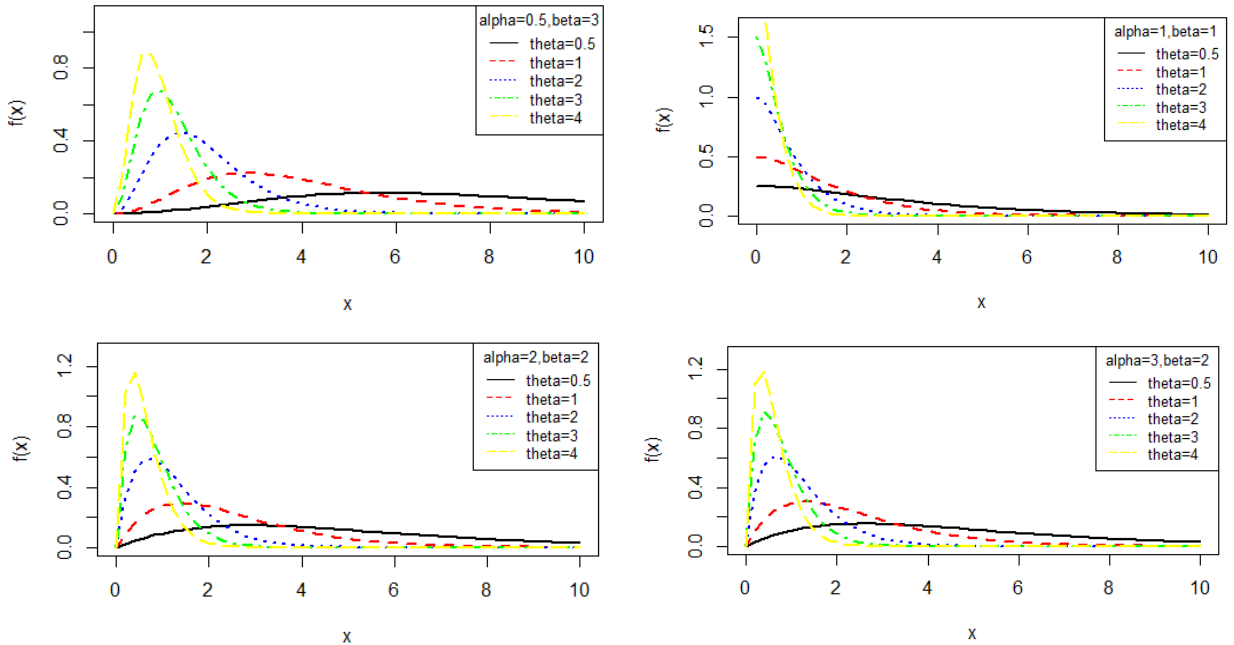 alpha=0.5,beta=3
theta=0.5
theta=1
theta=2
theta=3
theta=4
f(x)
0.0
0.4
0.8
0 2 4 6 8 10
x
alpha=1,beta=1
theta=0.5
theta=1
theta=2
theta=3
theta=4
f(x)
0.0
0.5
1.0
1.5
0 2 4 6 8 10
x
alpha=2,beta=2
theta=0.5
theta=1
theta=2
theta=3
theta=4
f(x)
0.0
0.4
0.8
1.2
0 2 4 6 8 10
x
alpha=3,beta=2
theta=0.5
theta=1
theta=2
theta=3
theta=4
f(x)
0.0
0.4
0.8
1.2
0 2 4 6 8 10
x